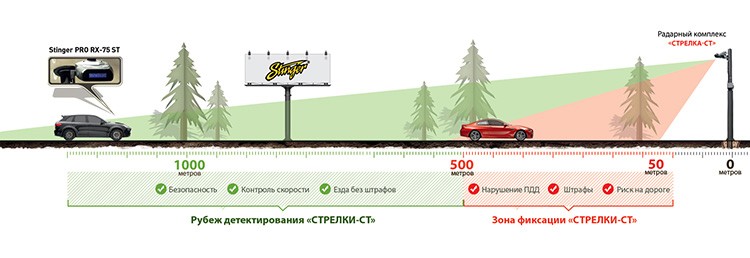 Stinger PRO RX-75 ST
Stinger
Радарный комплекс
«СТРЕЛКА-СТ»
1000
метров
500
метров
50
метров
0
метров
Безопасность
Контроль скорости
Езда без штрафов
Нарушение ПДД
Штрафы
Риск на дороге
Рубеж детектирования «СТРЕЛКИ-СТ»
Зона фиксации «СТРЕЛКИ-СТ»